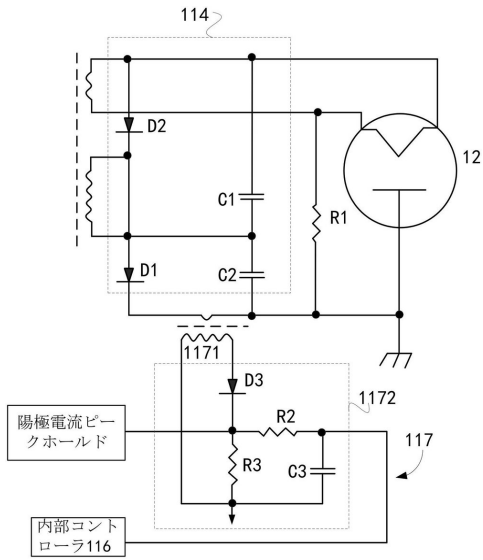 114
D2
12
C1
R1
D1
C2
1171
D3
1172
陽極電流ピー
クホールド
R2
117
R3
C3
内部コント
ローラ116